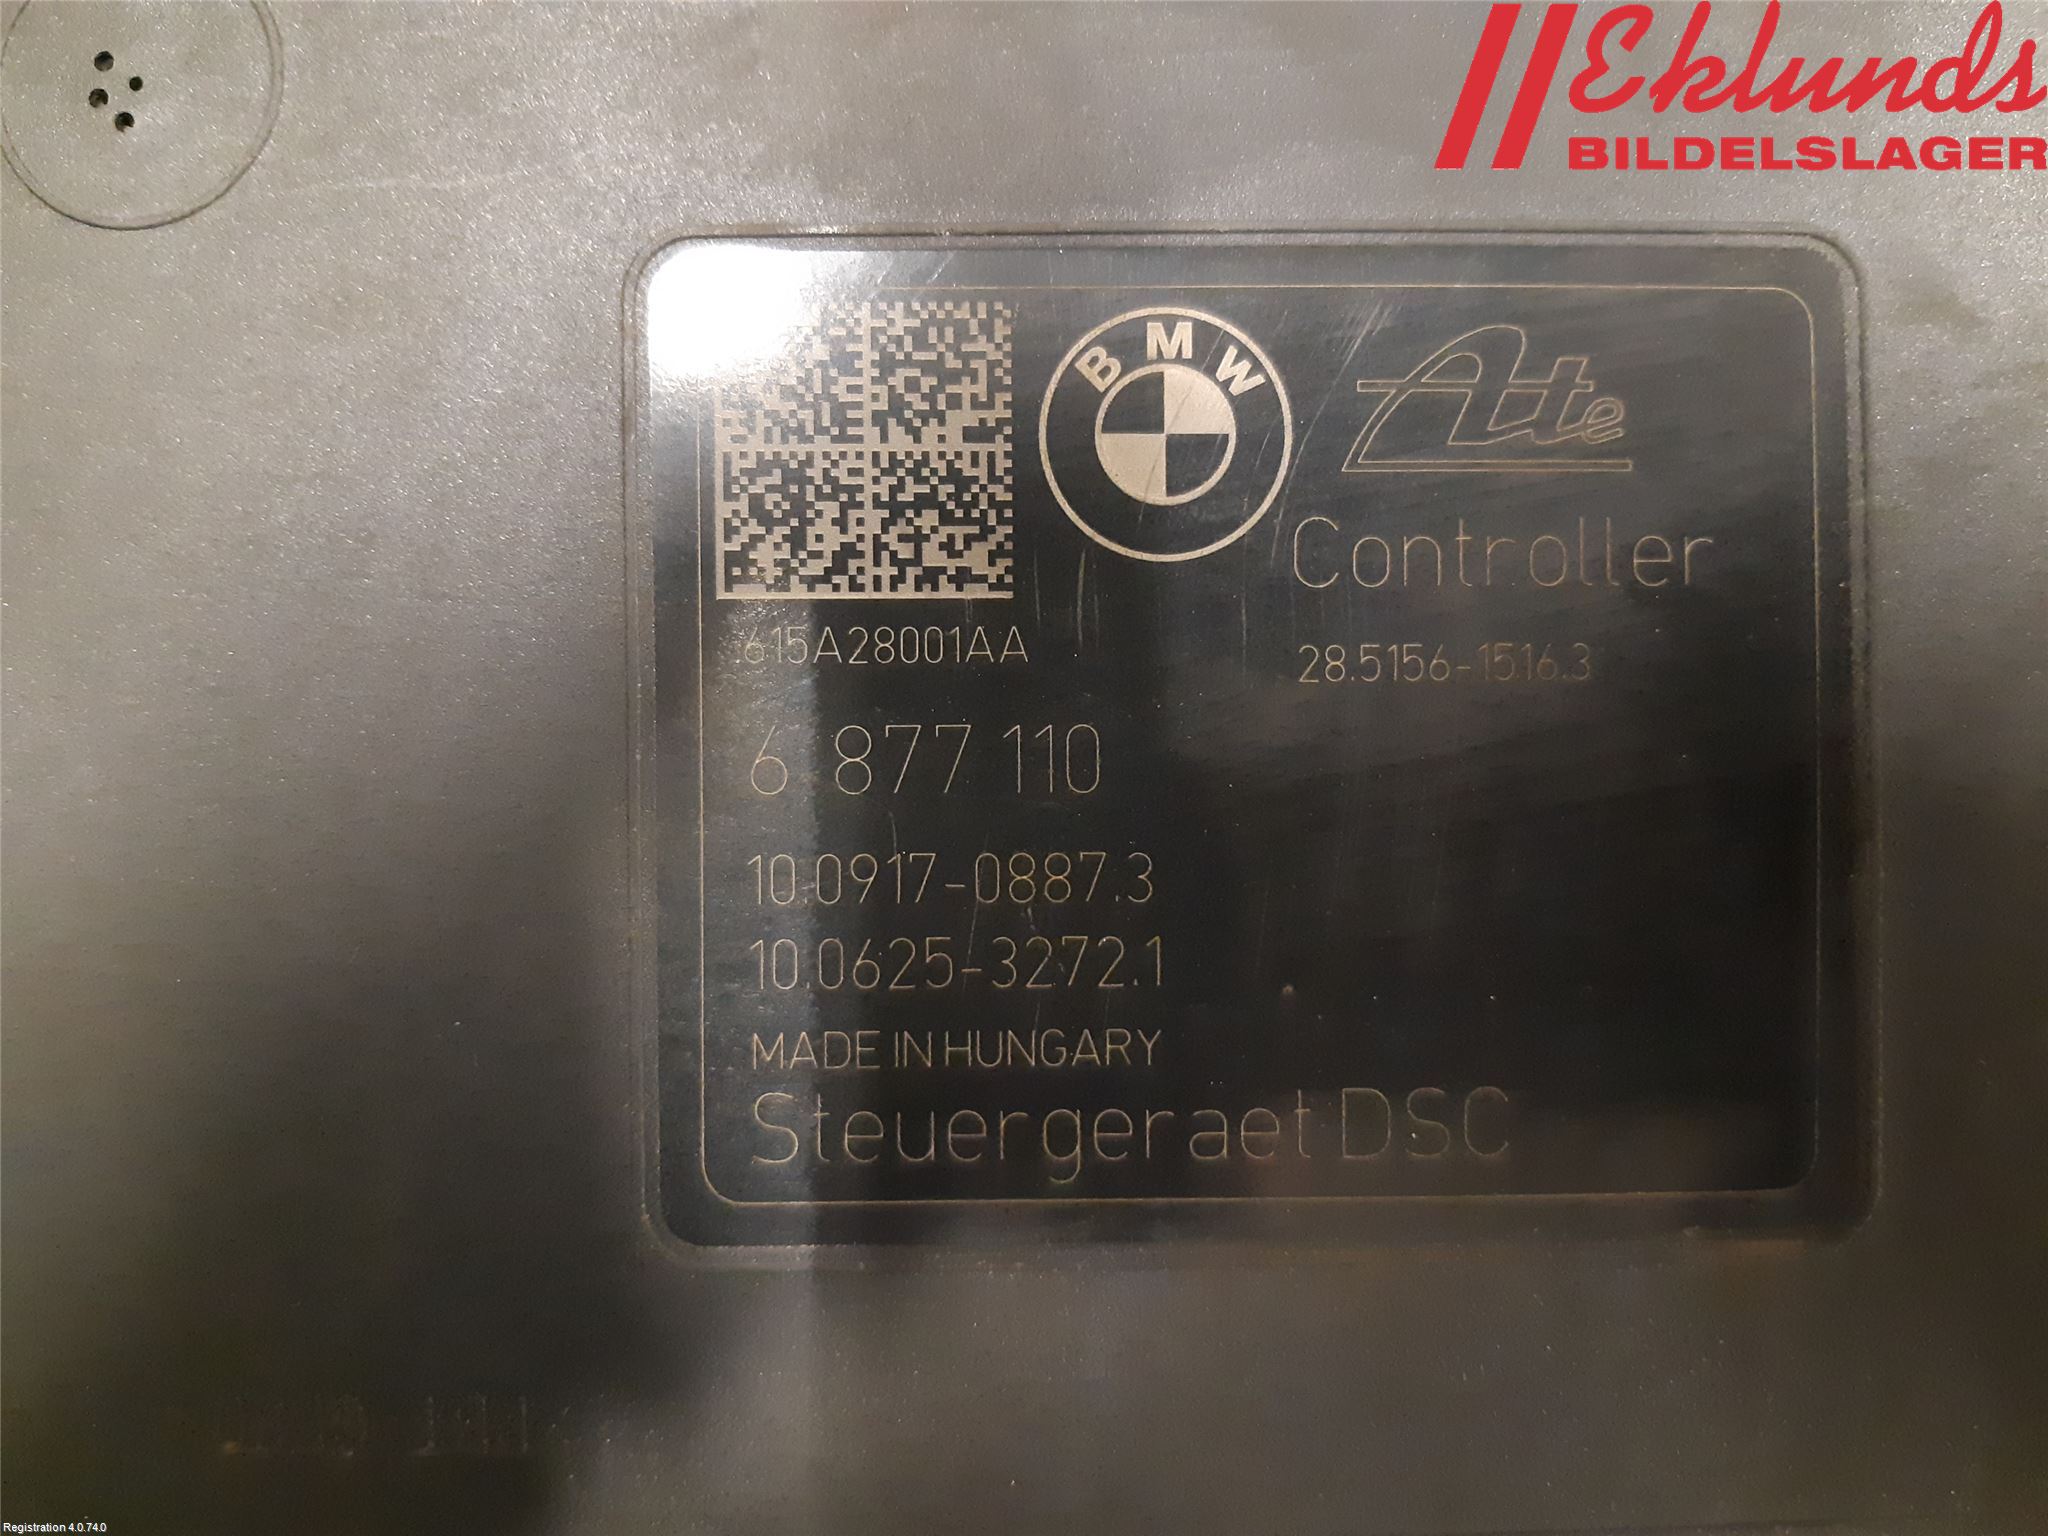 Eklunds
BILDELSLAGER
BMW
Ate
Controller
615A28001AA
28.5156-1516.3
6 877 110
10.0917-0887.3
10.0625-3272.1
MADE IN HUNGARY
Steuergeraet DSC
Registration 4.0.74.0